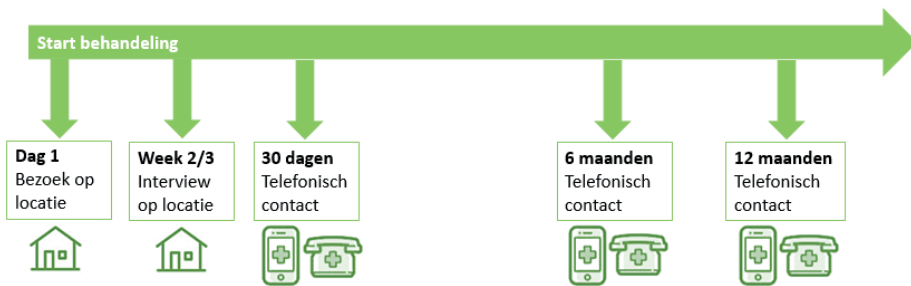 Start behandeling
Dag 1
Bezoek op
locatie
Week 2/3
Interview
op locatie
30 dagen
Telefonisch
contact
6 maanden
Telefonisch
contact
12 maanden
Telefonisch
contact